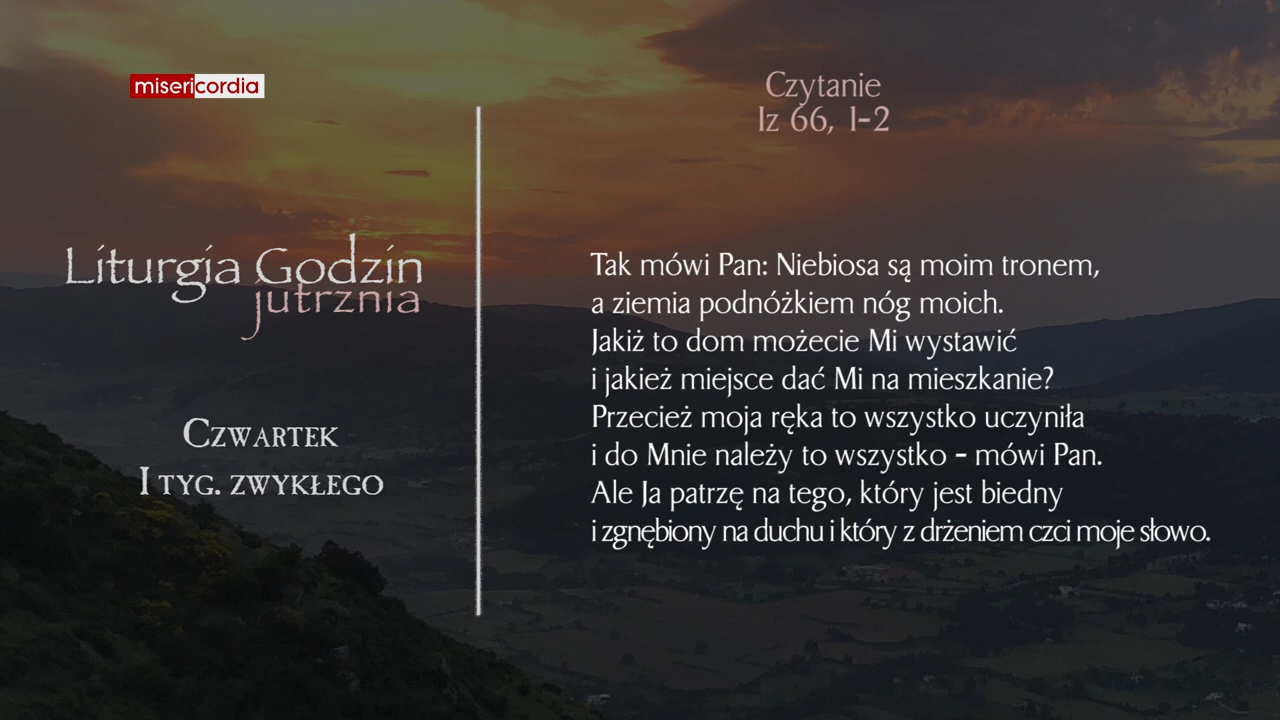 misericordia
Liturgia Godzin
jutrznia
Czwartek
I tyg. zwykłego
Czytanie
Iz 66, 1-2
Tak mówi Pan: Niebiosa są moim tronem,
a ziemia podnóżkiem nóg moich.
Jakiż to dom możecie Mi wystawić
i jakież miejsce dać Mi na mieszkanie?
Przecież moja ręka to wszystko uczyniła
i do Mnie należy to wszystko - mówi Pan.
Ale Ja patrzę na tego, który jest biedny
i zgnębiony na duchu i który z drżeniem czci moje słowo.